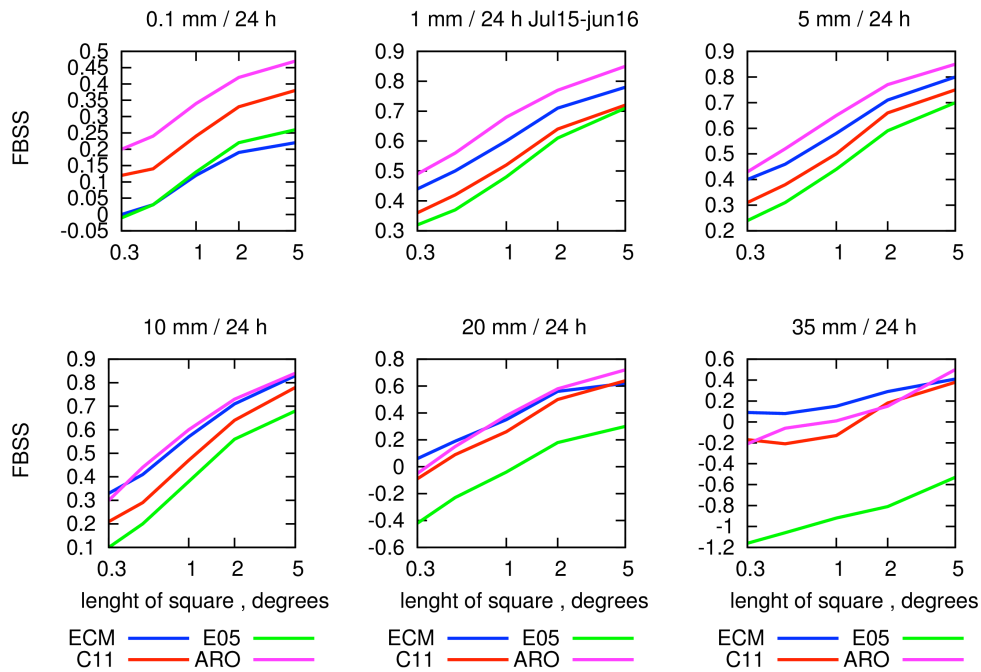 0.1 mm / 24 h
1 mm / 24 h Jul15-jun16
5 mm / 24 h
FBSS
0.5
0.45
0.4
0.35
0.3
0.25
0.2
0.15
0.1
0.05
0
-0.05
0.3 1 2 5
0.9
0.8
0.7
0.6
0.5
0.4
0.3
0.3 1 2 5
0.9
0.8
0.7
0.6
0.5
0.4
0.3
0.2
0.3 1 2 5
10 mm / 24 h
20 mm / 24 h
35 mm / 24 h
FBSS
0.9
0.8
0.7
0.6
0.5
0.4
0.3
0.2
0.1
0.3 1 2 5
lenght of square , degrees
0.8
0.6
0.4
0.2
0
-0.2
-0.4
-0.6
0.3 1 2 5
lenght of square , degrees
0.6
0.4
0.2
0
-0.2
-0.4
-0.6
-0.8
-1
-1.2
0.3 1 2 5
lenght of square , degrees
ECM E05
C11 ARO
ECM E05
C11 ARO
ECM E05
C11 ARO